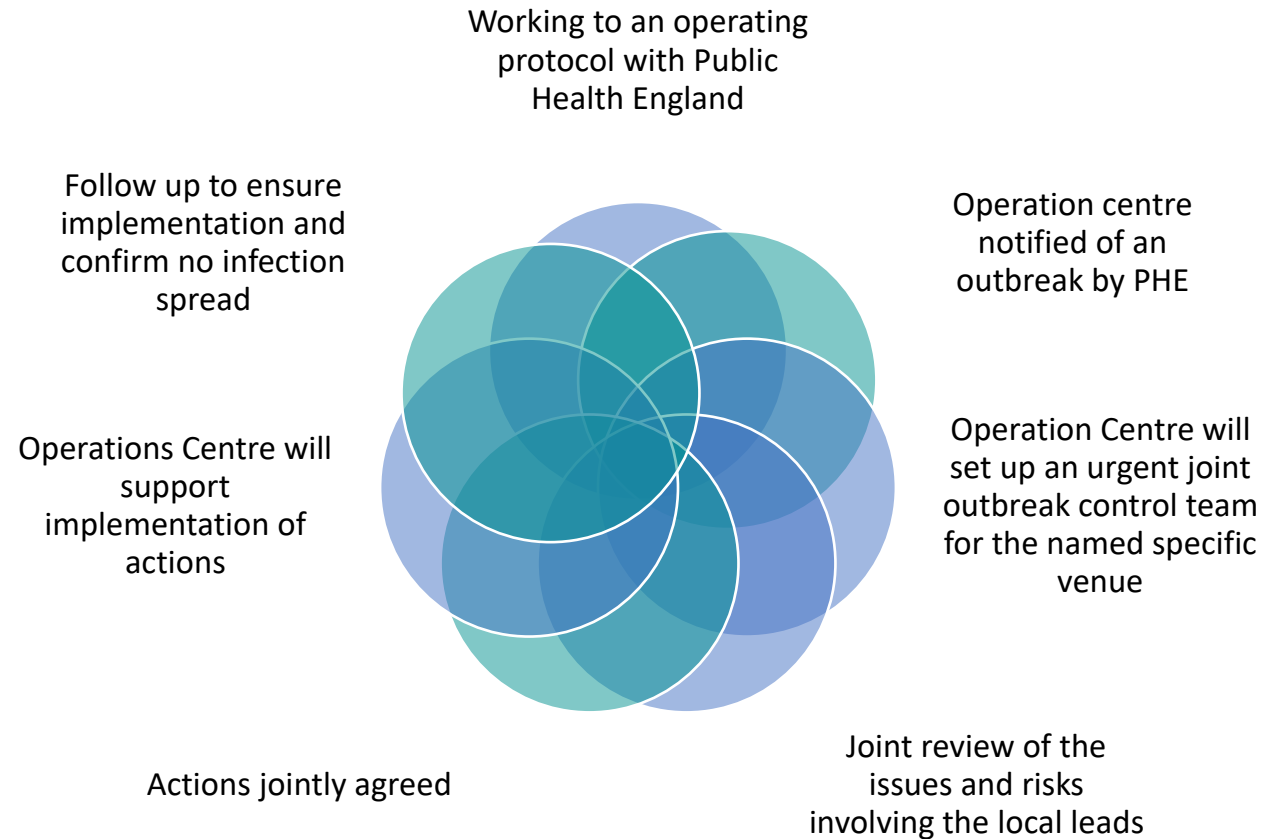 Working to an operating
protocol with Public
Health England
Operation centre
notified of an
outbreak by PHE
Operation Centre will
set up an urgent joint
outbreak control team
for the named specific
venue
Joint review of the
issues and risks
involving the local leads
Actions jointly agreed
Operations Centre will
support
implementation of
actions
Follow up to ensure
implementation and
confirm no infection
spread